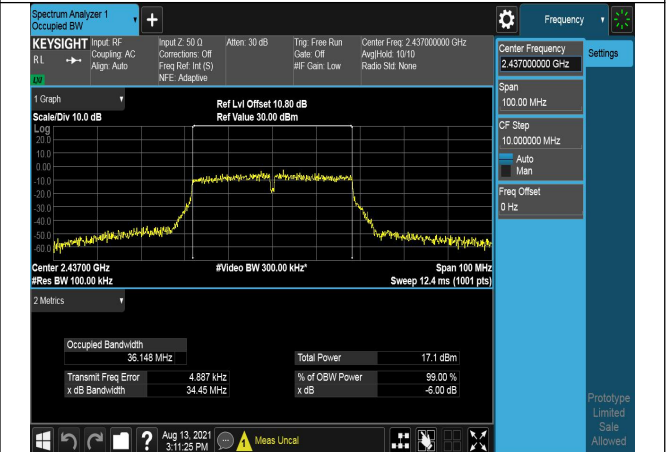 Spectrum Analyzer 1
Occupied BW
+
Frequency
KEYSIGHT Input: RF Input Z: 50 Ω Atten: 30 dB Trig: Free Run Center Freq: 2.437000000 GHz
RL Coupling: AC Corrections: Off Gate: Off Avg|Hold: 10/10
Align: Auto Freq Ref: Int (S) #IF Gain: Low Radio Std: None
NFE: Adaptive
Center Frequency
2.437000000 GHz
Settings
Span
100.00 MHz
CF Step
10.000000 MHz
Auto
Man
Freq Offset
0 Hz
1 Graph
Scale/Div 10.0 dB
Ref Lvl Offset 10.80 dB
Ref Value 30.00 dBm
Log
20.0
10.0
0.00
-10.0
-20.0
-30.0
-40.0
-50.0
-60.0
Center 2.43700 GHz #Video BW 300.00 kHz* Span 100 MHz
#Res BW 100.00 kHz Sweep 12.4 ms (1001 pts)
2 Metrics
Occupied Bandwidth
36.148 MHz
Total Power 17.1 dBm
Transmit Freq Error 4.887 kHz % of OBW Power 99.00 %
x dB Bandwidth 34.45 MHz x dB -6.00 dB
Prototype
Limited
Sale
Allowed
? Aug 13, 2021
3:11:25 PM
Meas Uncal